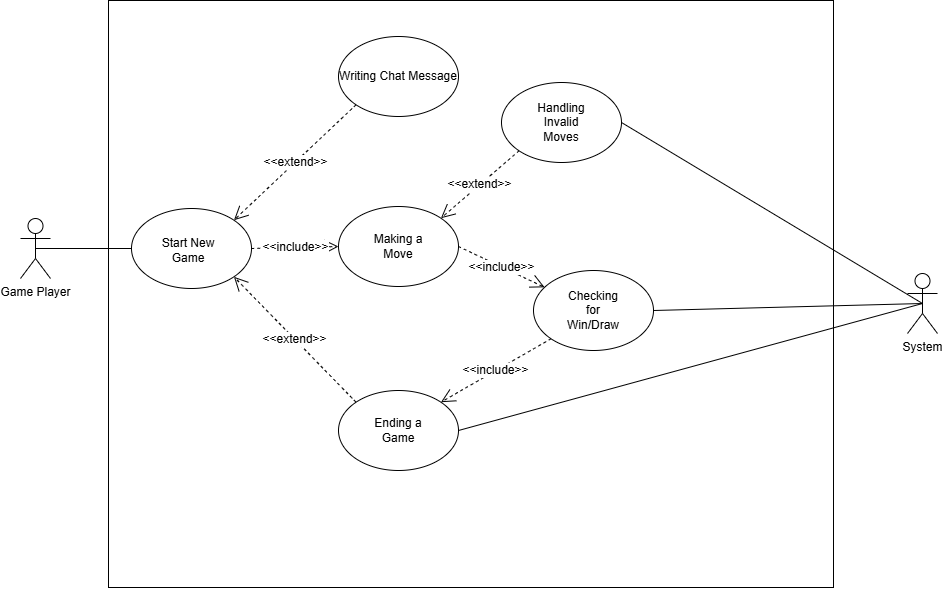 Writing Chat Message
Handling
Invalid
Moves
<<extend>>
<<extend>>
Start New
Game
<<include>>
Making a
Move
<<include>>
Game Player
Checking
for
Win/Draw
System
<<extend>>
<<include>>
Ending a
Game